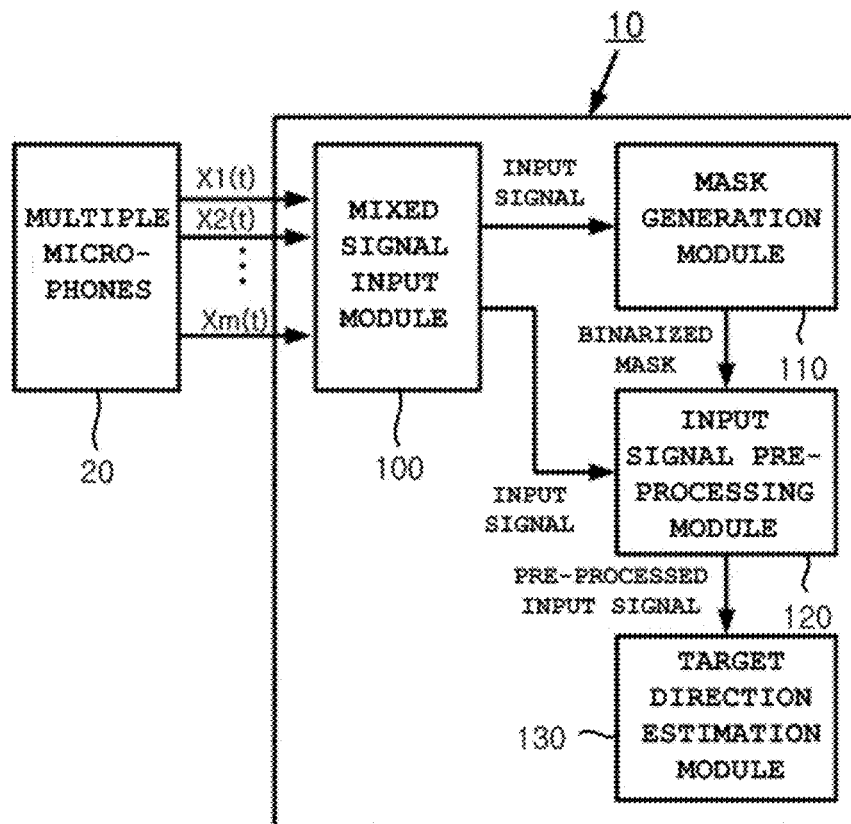 10
MULTIPLE
MICRO-
PHONES
20
X1(t)
X2(t)
Xm(t)
MIXED
SIGNAL
INPUT
MODULE
100
INPUT
SIGNAL
MASK
GENERATION
MODULE
110
BINARIZED
MASK
INPUT
SIGNAL
INPUT
SIGNAL PRE-
PROCESSING
MODULE
120
PRE-PROCESSED
INPUT SIGNAL
TARGET
DIRECTION
ESTIMATION
MODULE
130